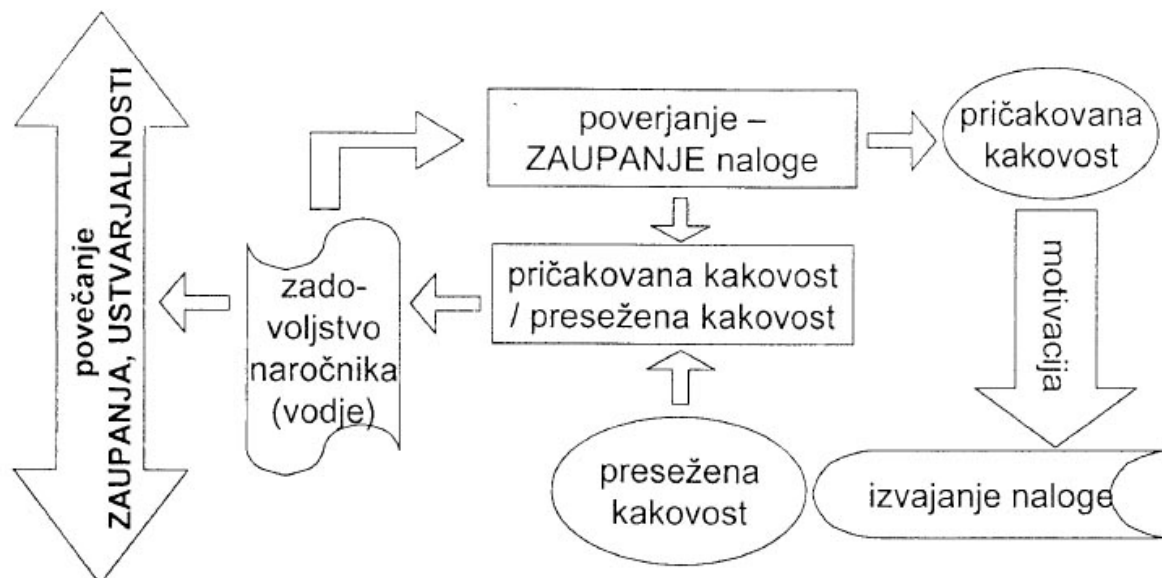 povečanje
ZAUPANJA, USTVARJALNOSTI
poverjanje –
ZAUPANJE naloge
pričakovana
kakovost
zado-
voljstvo
naročnika
(vodje)
pričakovana kakovost
/ presežena kakovost
motivacija
presežena
kakovost
izvajanje naloge